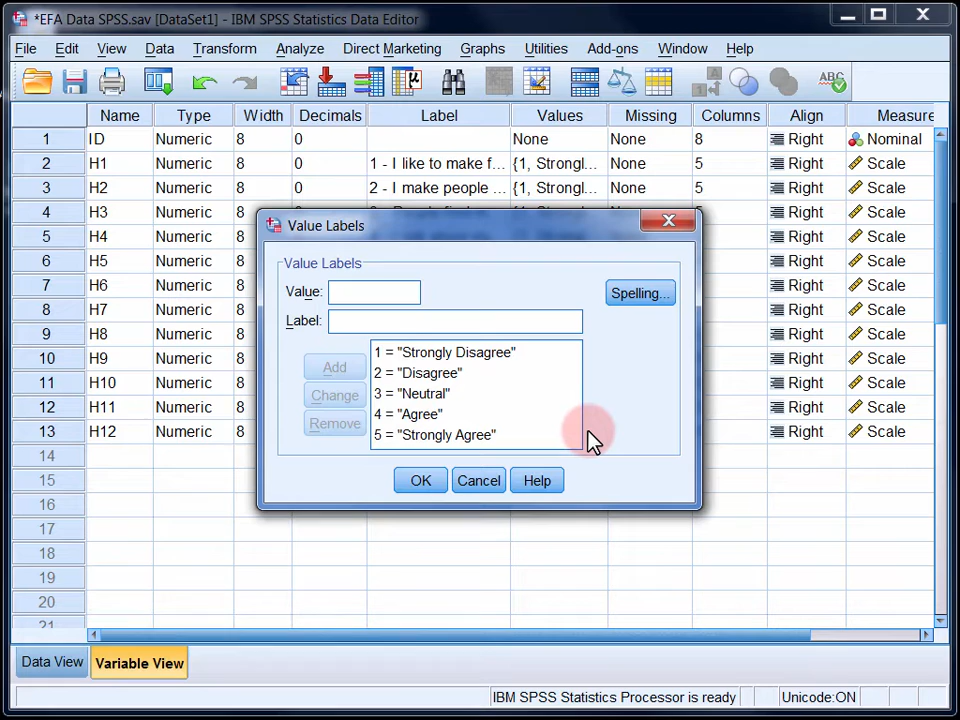 *EFA Data SPSS.sav [DataSet1] - IBM SPSS Statistics Data Editor
File Edit View Data Transform Analyze Direct Marketing Graphs Utilities Add-ons Window Help
Name Type Width Decimals Label Values Missing Columns Align Measure
1 ID Numeric 8 0 None None 8 Right Nominal
2 H1 Numeric 8 0 1 - I like to make f... {1, Strongl... None 5 Right Scale
3 H2 Numeric 8 0 2 - I make people ... {1, Strongl... None 5 Right Scale
4 H3 Numeric 8 Right Scale
5 H4 Numeric 8 Right Scale
6 H5 Numeric 8 Right Scale
7 H6 Numeric 8 Right Scale
8 H7 Numeric 8 Right Scale
9 H8 Numeric 8 Right Scale
10 H9 Numeric 8 Right Scale
11 H10 Numeric 8 Right Scale
12 H11 Numeric 8 Right Scale
13 H12 Numeric 8 Right Scale
14
15
16
17
18
19
20
21
Value Labels
Value Labels
Value: Spelling...
Label:
Add
Change
Remove
1 = "Strongly Disagree"
2 = "Disagree"
3 = "Neutral"
4 = "Agree"
5 = "Strongly Agree"
OK Cancel Help
Data View Variable View
IBM SPSS Statistics Processor is ready Unicode:ON